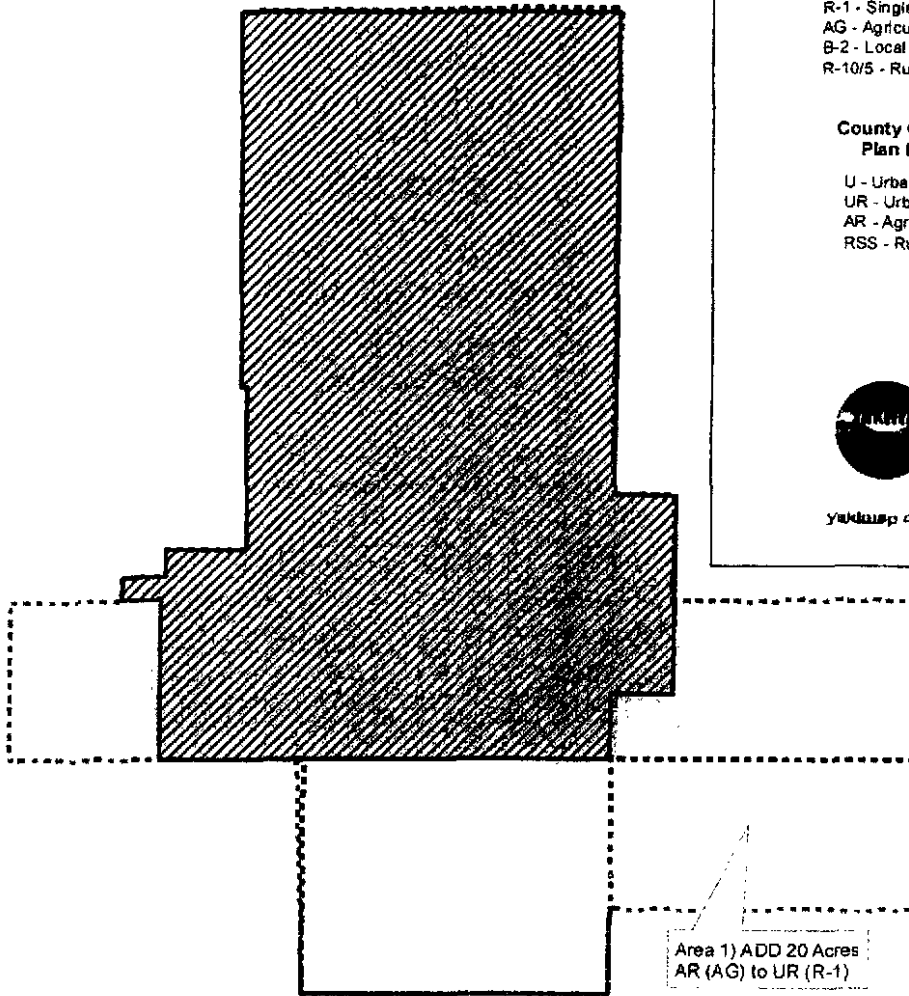 R-1 - Single
AG - Agricu
B-2 - Local
R-10/5 - Ru
County
Plan
U - Urba
UR - Urb
AR - Agr
RSS - Ru
Area 1) ADD 20 Acres
AR (AG) to UR (R-1)